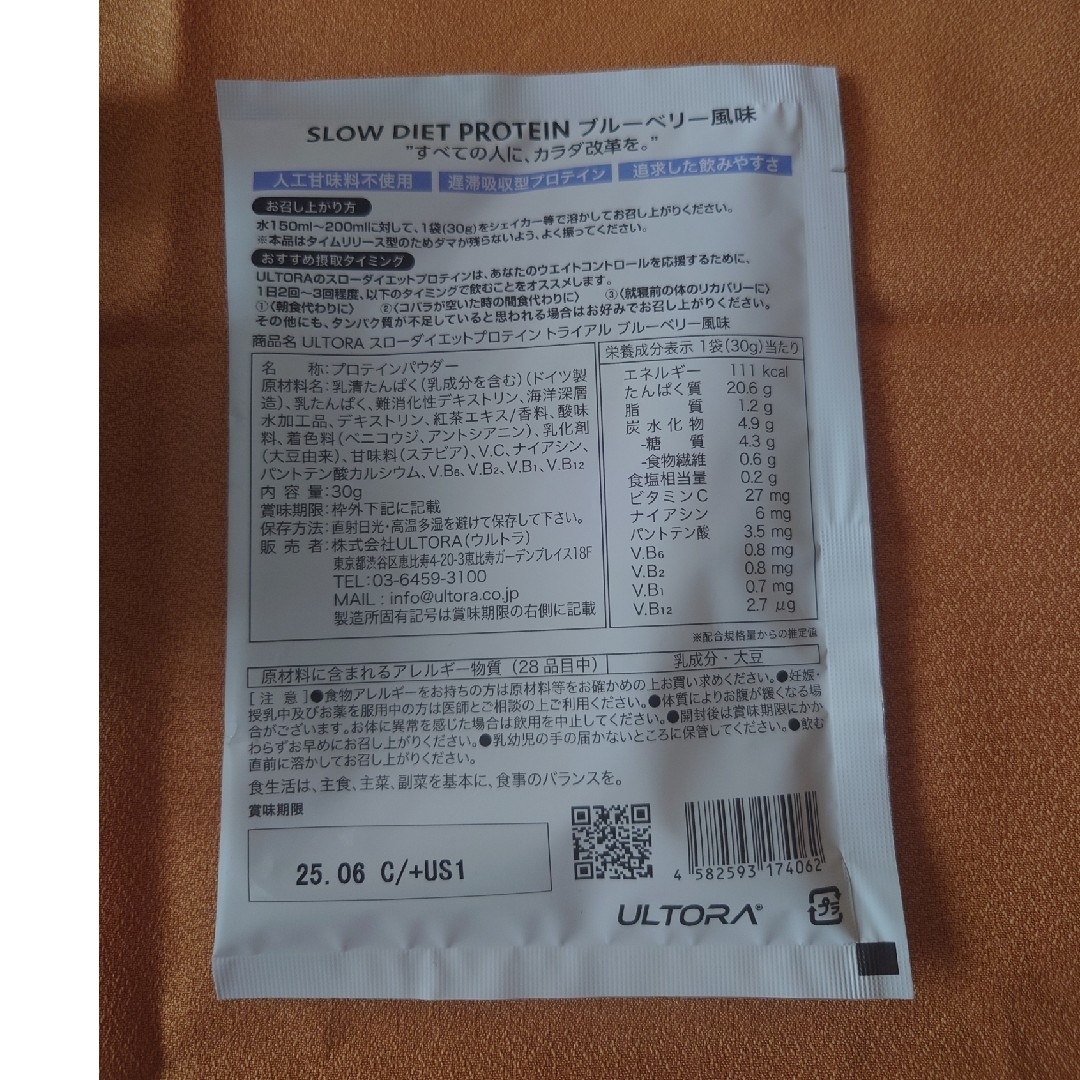 SLOW DIET PROTEIN ブルーベリー風味
"すべての人に、カラダ改革を。"
人工甘味料不使用 遅滞吸収型プロテイン 追求した飲みやすさ
お召し上がり方
水150ml～200mlに対して、1袋(30g)をシェイカー等で溶かしてお召し上がりください。
※本品はタイムリリース型のためダマが残らないよう、よく振ってください。
おすすめ摂取タイミング
ULTORAのスローダイエットプロテインは、あなたのウエイトコントロールを応援するために、
1日2回～3回程度、以下のタイミングで飲むことをオススメします。
①〈朝食代わりに〉 ②〈コバラが空いた時の間食代わりに〉 ③〈就寝前の体のリカバリーに〉
その他にも、タンパク質が不足していると思われる場合はお好みでお召し上がりください。
商品名 ULTORA スローダイエットプロテイン トライアル ブルーベリー風味
名 称:プロテインパウダー
原材料名:乳清たんぱく(乳成分を含む)(ドイツ製
造)、乳たんぱく、難消化性デキストリン、海洋深層
水加工品、デキストリン、紅茶エキス/香料、酸味
料、着色料(ベニコウジ、アントシアニン)、乳化剤
(大豆由来)、甘味料(ステビア)、V.C、ナイアシン、
パントテン酸カルシウム、V.B6、V.B2、V.B1、V.B12
内 容 量:30g
賞味期限:枠外下記に記載
保存方法:直射日光・高温多湿を避けて保存して下さい。
販 売 者:株式会社ULTORA(ウルトラ)
東京都渋谷区恵比寿4-20-3恵比寿ガーデンプレイス18F
TEL:03-6459-3100
MAIL : info@ultora.co.jp
製造所固有記号は賞味期限の右側に記載
栄養成分表示 1袋(30g)当たり
エネルギー 111 kcal
たんぱく質 20.6 g
脂 質 1.2 g
炭水化物 4.9 g
-糖 質 4.3 g
-食物繊維 0.6 g
食塩相当量 0.2 g
ビタミンC 27 mg
ナイアシン 6 mg
パントテン酸 3.5 mg
V.B6 0.8 mg
V.B2 0.8 mg
V.B1 0.7 mg
V.B12 2.7 μg
※配合規格量からの推定値
原材料に含まれるアレルギー物質(28品目中) 乳成分・大豆
[注 意]●食物アレルギーをお持ちの方は原材料等をお確かめの上お買い求めください。●妊娠・
授乳中及びお薬を服用中の方は医師とご相談の上ご利用ください。●体質によりお腹が緩くなる場
合がございます。お体に異常を感じた場合は飲用を中止してください。●開封後は賞味期限にかか
わらずお早めにお召し上がりください。●乳幼児の手の届かないところに保管してください。●飲む
直前に溶かしてお召し上がりください。
食生活は、主食、主菜、副菜を基本に、食事のバランスを。
賞味期限
25.06 C/+US1
4 582593 174062
ULTORA®
プラ